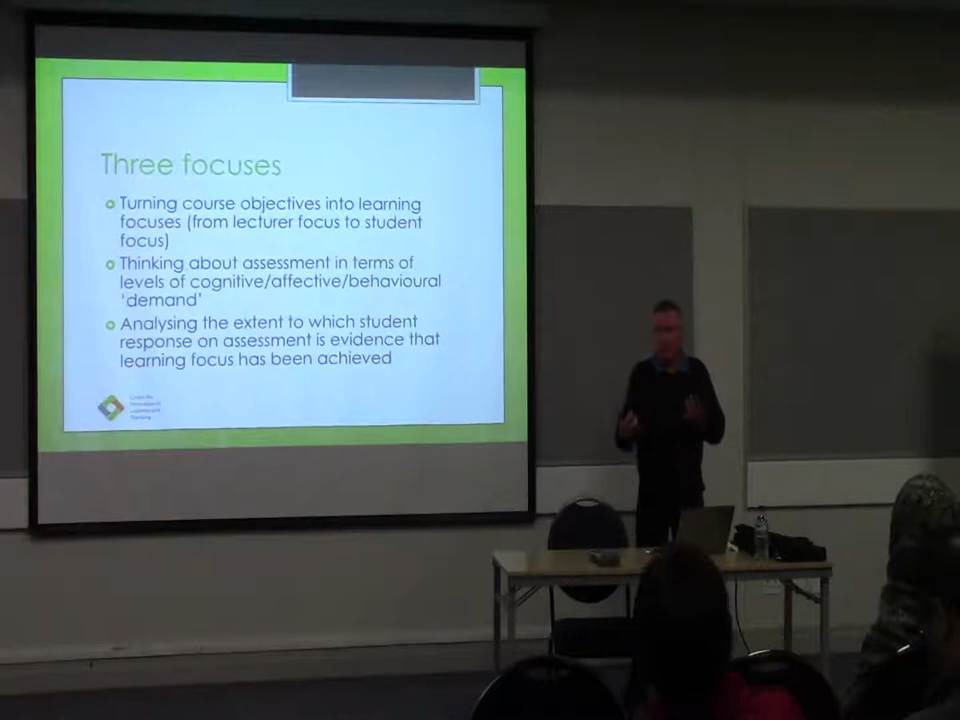 Three focuses
Turning course objectives into learning
focuses (from lecturer focus to student
focus)
Thinking about assessment in terms of
levels of cognitive/affective/behavioural
'demand'
Analysing the extent to which student
response on assessment is evidence that
learning focus has been achieved